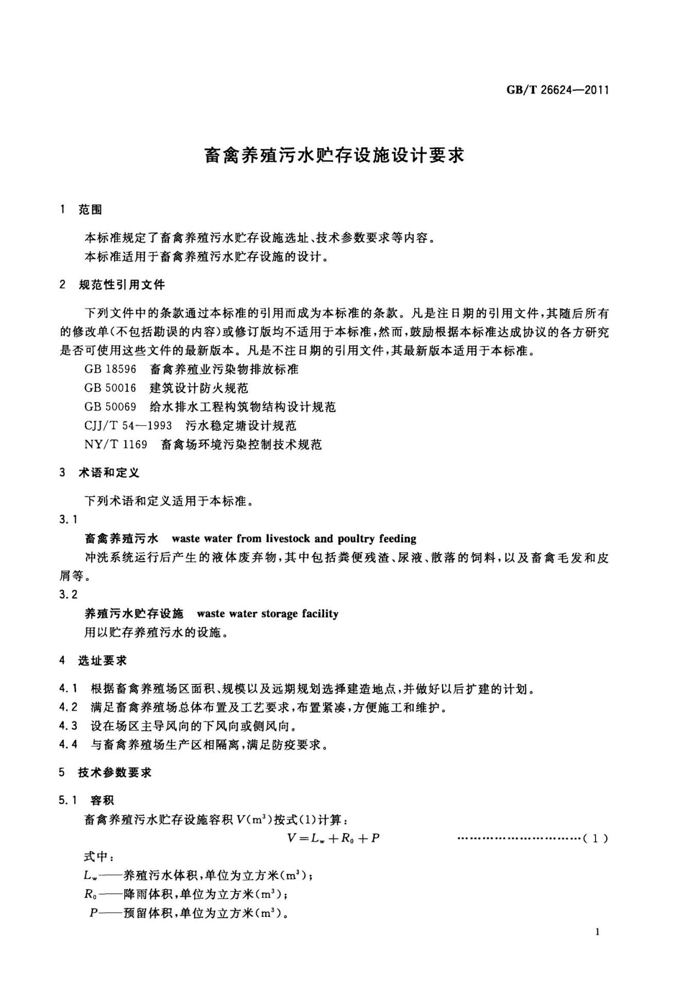 GB/T 26624—2011
畜禽养殖污水贮存设施设计要求
1 范围
本标准规定了畜禽养殖污水贮存设施选址、技术参数要求等内容。
本标准适用于畜禽养殖污水贮存设施的设计。
2 规范性引用文件
下列文件中的条款通过本标准的引用而成为本标准的条款。凡是注日期的引用文件,其随后所有
的修改单(不包括勘误的内容)或修订版均不适用于本标准,然而,鼓励根据本标准达成协议的各方研究
是否可使用这些文件的最新版本。凡是不注日期的引用文件,其最新版本适用于本标准。
GB 18596 畜禽养殖业污染物排放标准
GB 50016 建筑设计防火规范
GB 50069 给水排水工程构筑物结构设计规范
CJJ/T 54—1993 污水稳定塘设计规范
NY/T 1169 畜禽场环境污染控制技术规范
3 术语和定义
下列术语和定义适用于本标准。
3.1
畜禽养殖污水 waste water from livestock and poultry feeding
冲洗系统运行后产生的液体废弃物,其中包括粪便残渣、尿液、散落的饲料,以及畜禽毛发和皮
屑等。
3.2
养殖污水贮存设施 waste water storage facility
用以贮存养殖污水的设施。
4 选址要求
4.1 根据畜禽养殖场区面积、规模以及远期规划选择建造地点,并做好以后扩建的计划。
4.2 满足畜禽养殖场总体布置及工艺要求,布置紧凑,方便施工和维护。
4.3 设在场区主导风向的下风向或侧风向。
4.4 与畜禽养殖场生产区相隔离,满足防疫要求。
5 技术参数要求
5.1 容积
畜禽养殖污水贮存设施容积 V(m³)按式(1)计算:
V=Lw+R₀+P …………………………( 1 )
式中:
Lw——养殖污水体积,单位为立方米(m³);
R₀——降雨体积,单位为立方米(m³);
P——预留体积,单位为立方米(m³)。
1